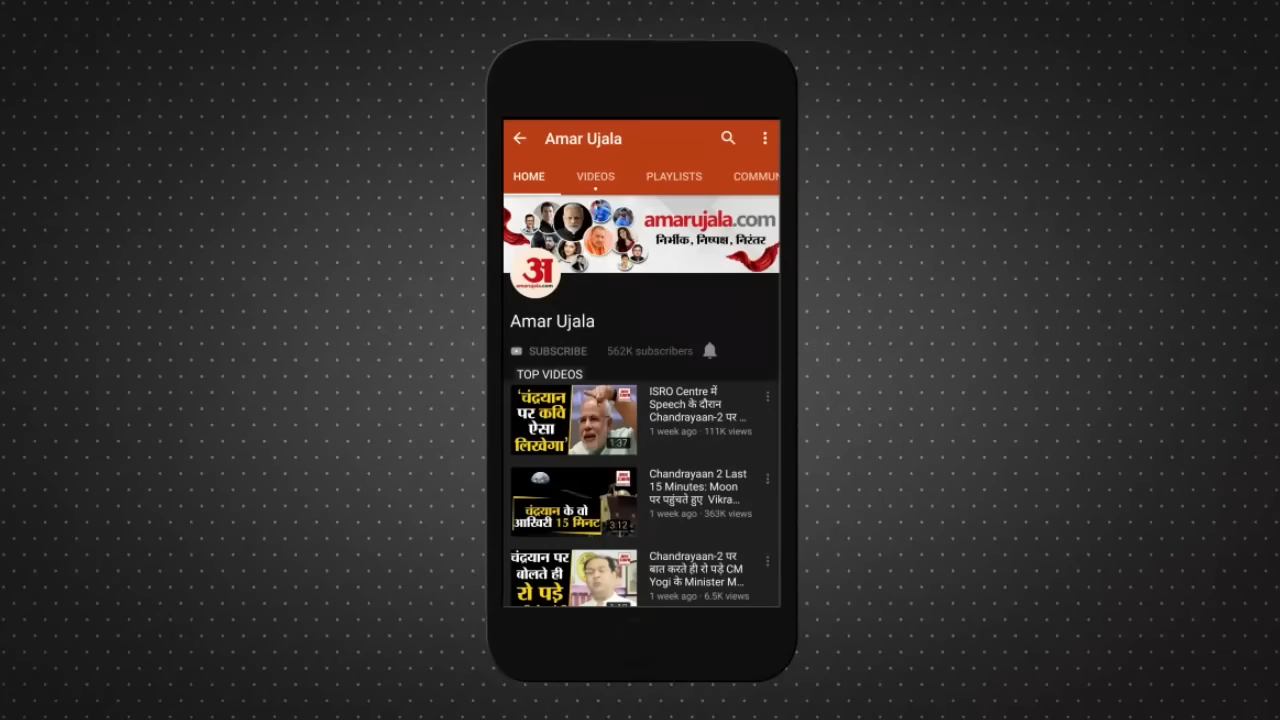 Amar Ujala
HOME VIDEOS PLAYLISTS COMMUN
amarujala.com
निर्भीक, निष्पक्ष, निरंतर
अ
amarujala.com
Amar Ujala
SUBSCRIBE 562K subscribers
TOP VIDEOS
'चंद्रयान
पर कवि
ऐसा
लिखेगा'
1:37
ISRO Centre में
Speech के दौरान
Chandrayaan-2 पर ...
1 week ago · 111K views
चंद्रयान के वो
आखिरी 15 मिनट
3:12
Chandrayaan 2 Last
15 Minutes: Moon
पर पहुंचते हुए Vikra...
1 week ago · 363K views
चंद्रयान पर
बोलते ही
रो पड़े
Chandrayaan-2 पर
बात करते ही रो पड़े CM
Yogi के Minister M...
1 week ago · 6.5K views